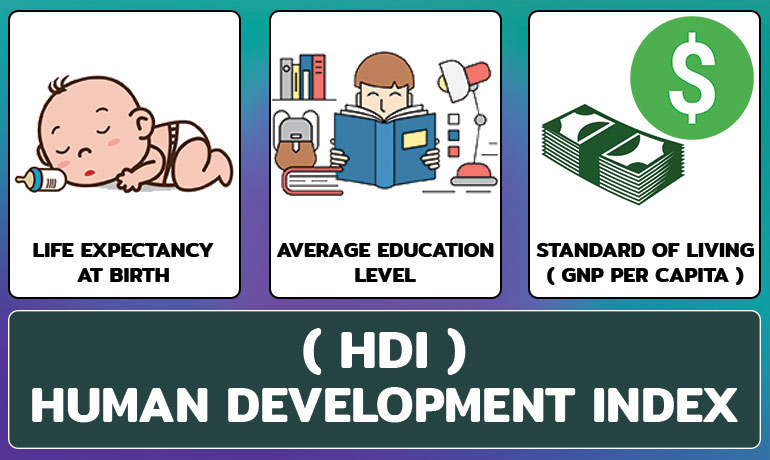 LIFE EXPECTANCY
AT BIRTH
AVERAGE EDUCATION
LEVEL
$
STANDARD OF LIVING
( GNP PER CAPITA )
( HDI )
HUMAN DEVELOPMENT INDEX